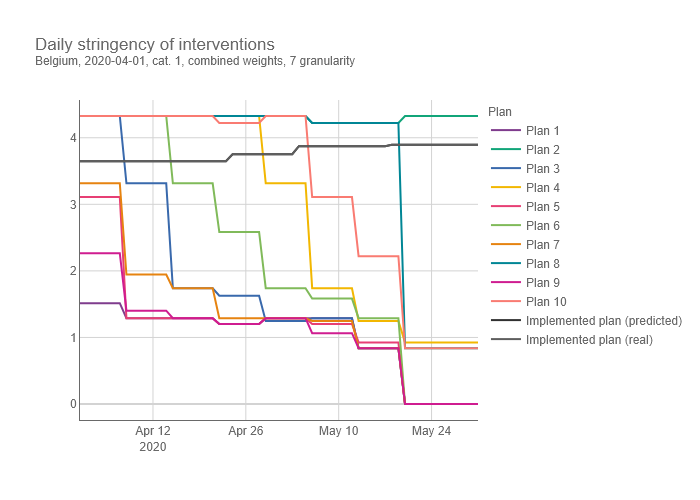 Daily stringency of interventions
Belgium, 2020-04-01, cat. 1, combined weights, 7 granularity
Plan
Plan 1
Plan 2
Plan 3
Plan 4
Plan 5
Plan 6
Plan 7
Plan 8
Plan 9
Plan 10
Implemented plan (predicted)
Implemented plan (real)
4
3
2
1
0
Apr 12
2020
Apr 26
May 10
May 24